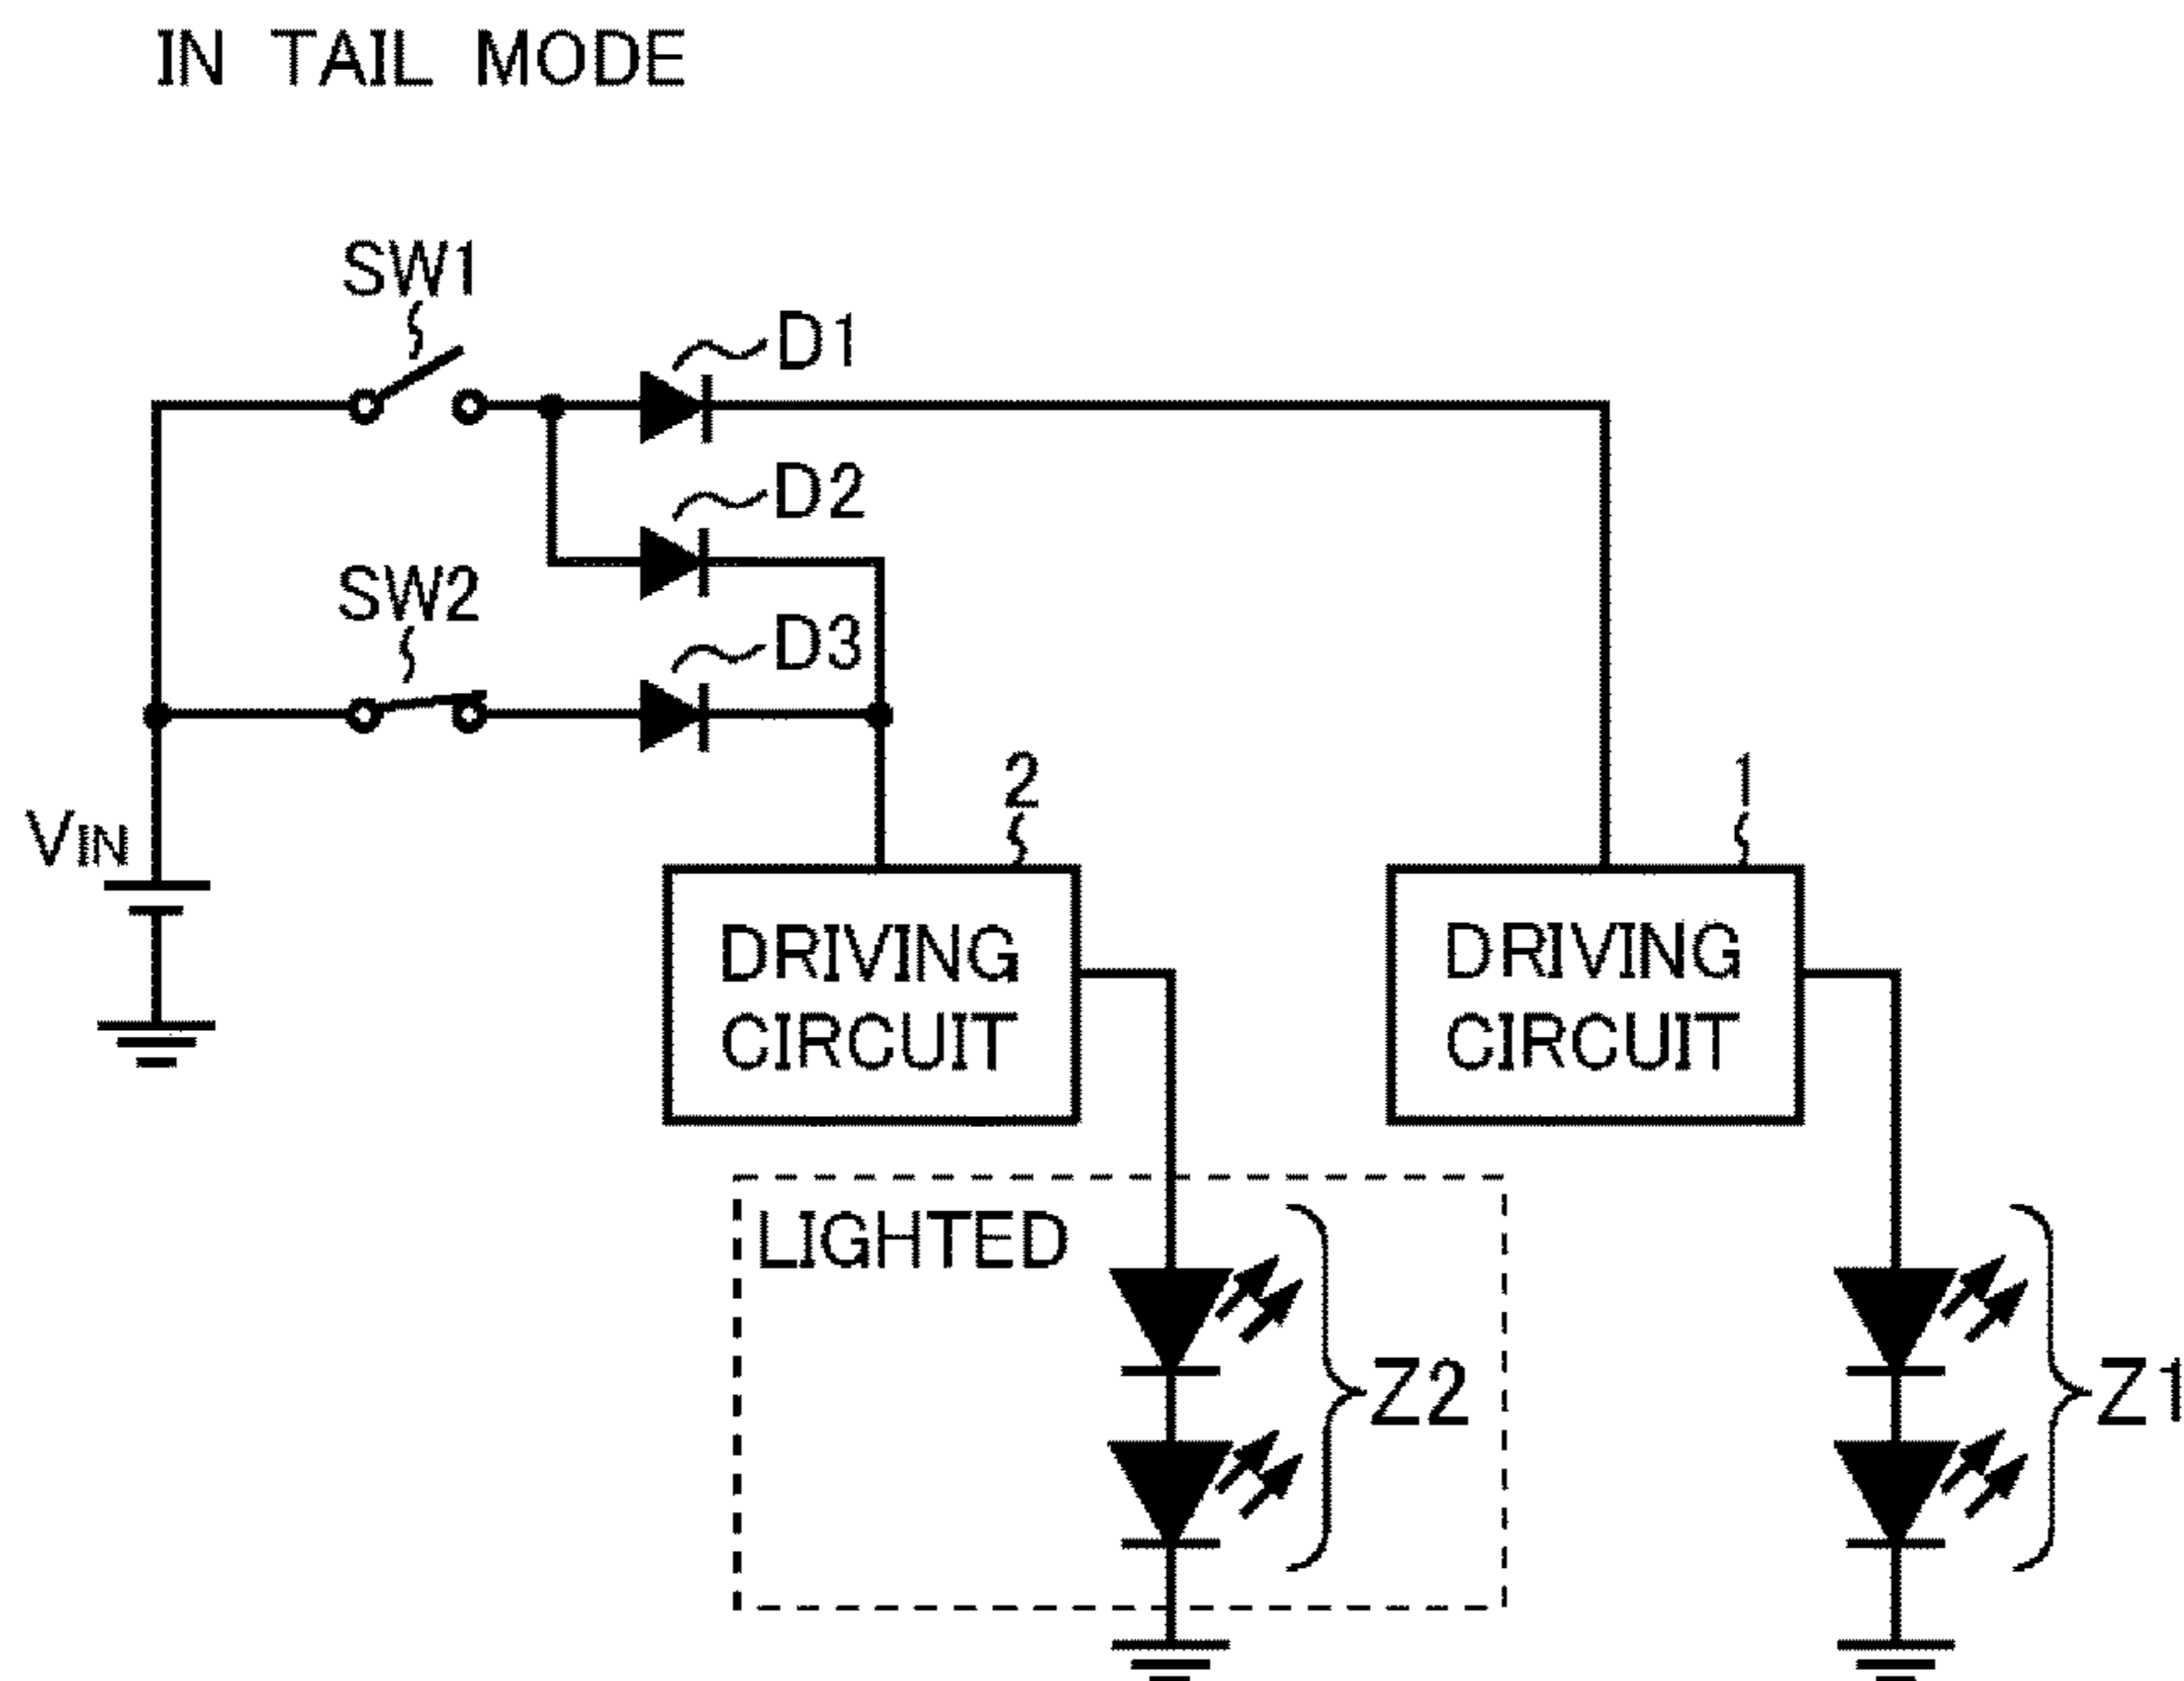 IN TAIL MODE
SW1
D1
D2
SW2
D3
2
1
VIN
DRIVING
CIRCUIT
DRIVING
CIRCUIT
LIGHTED
Z2
Z1